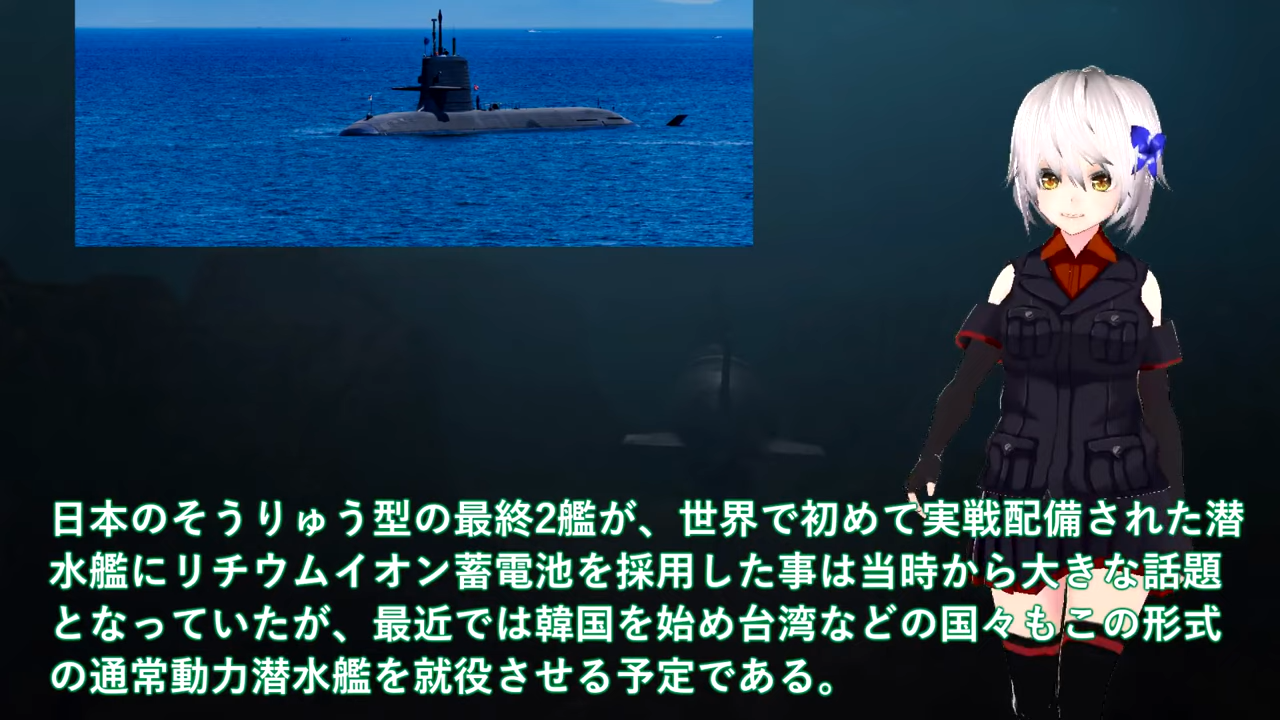 日本のそうりゅう型の最終2艦が、世界で初めて実戦配備された潜
水艦にリチウムイオン蓄電池を採用した事は当時から大きな話題
となっていたが、最近では韓国を始め台湾などの国々もこの形式
の通常動力潜水艦を就役させる予定である。